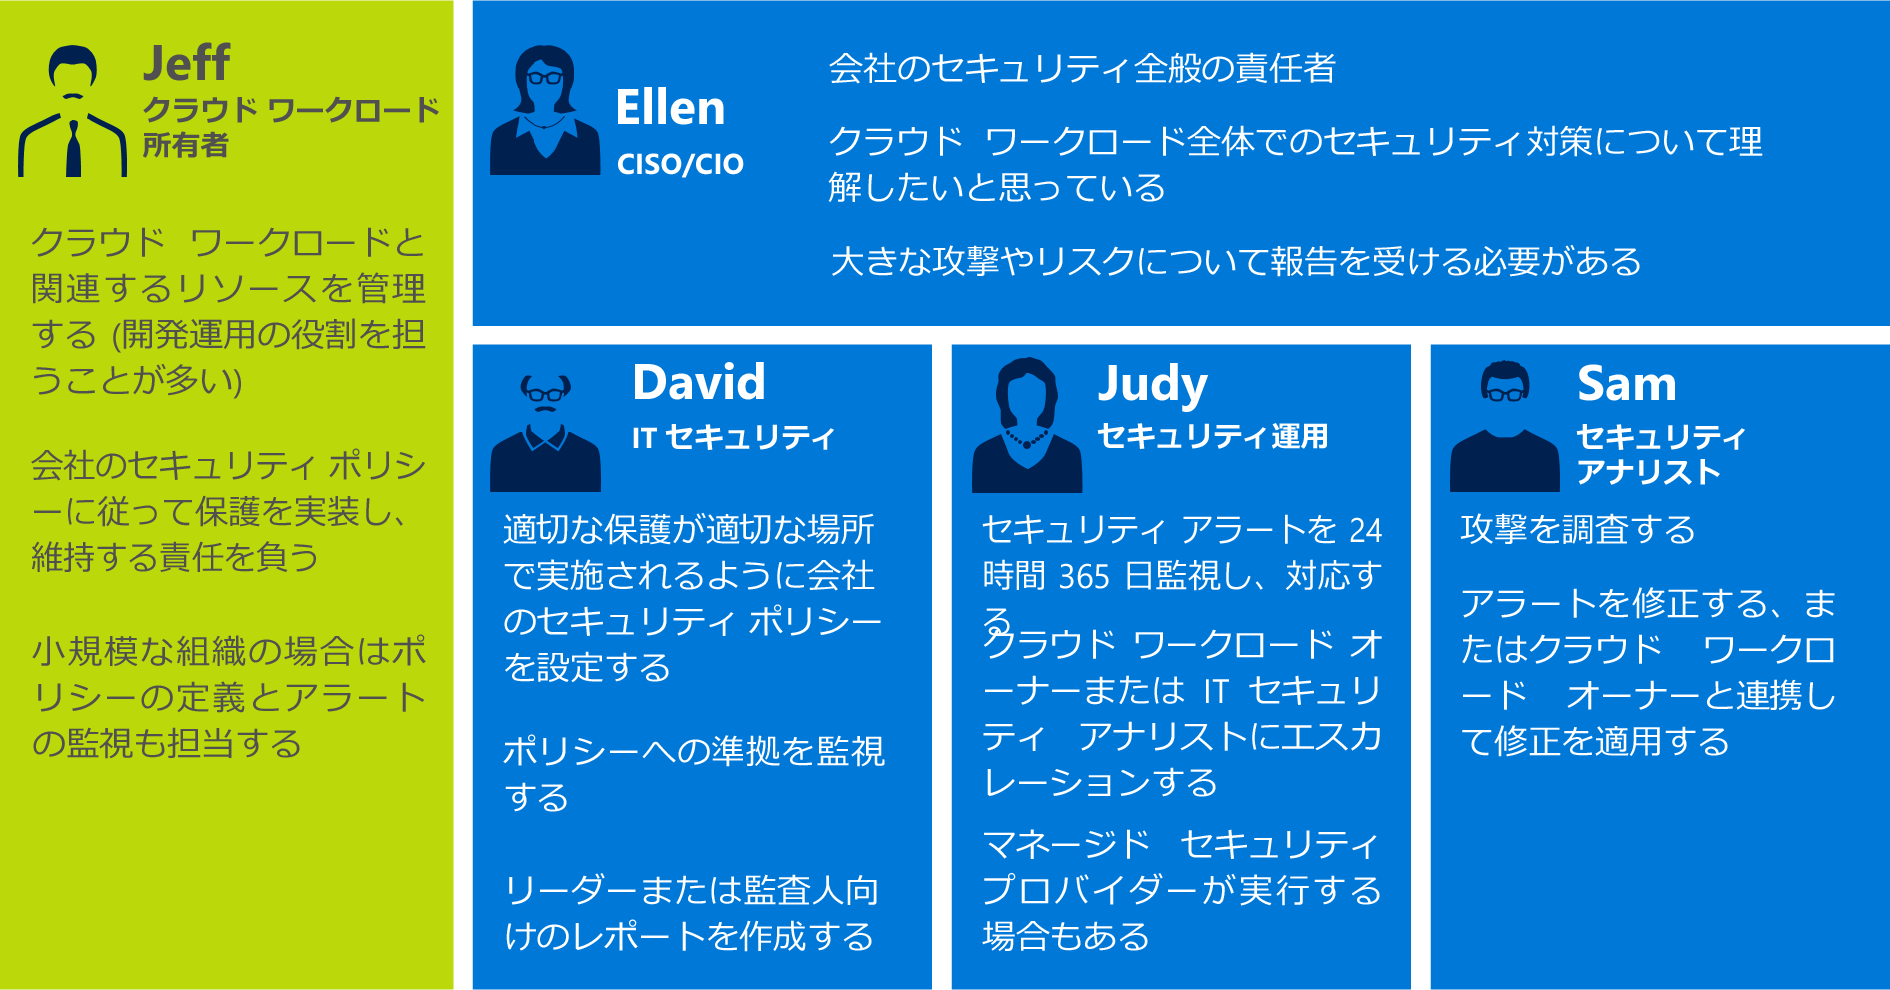 Jeff
クラウド ワークロード
所有者
クラウド ワークロードと
関連するリソースを管理
する (開発運用の役割を担
うことが多い)
会社のセキュリティ ポリシ
ーに従って保護を実装し、
維持する責任を負う
小規模な組織の場合はポ
リシーの定義とアラート
の監視も担当する
Ellen
CISO/CIO
会社のセキュリティ全般の責任者
クラウド ワークロード全体でのセキュリティ対策について理
解したいと思っている
大きな攻撃やリスクについて報告を受ける必要がある
David
IT セキュリティ
適切な保護が適切な場所
で実施されるように会社
のセキュリティ ポリシー
を設定する
ポリシーへの準拠を監視
する
リーダーまたは監査人向
けのレポートを作成する
Judy
セキュリティ運用
セキュリティ アラートを 24
時間 365 日監視し、対応す
る
クラウド ワークロード オ
ーナーまたは IT セキュリ
ティ アナリストにエスカ
レーションする
マネージド セキュリティ
プロバイダーが実行する
場合もある
Sam
セキュリティ
アナリスト
攻撃を調査する
アラートを修正する、ま
たはクラウド ワークロ
ード オーナーと連携し
て修正を適用する